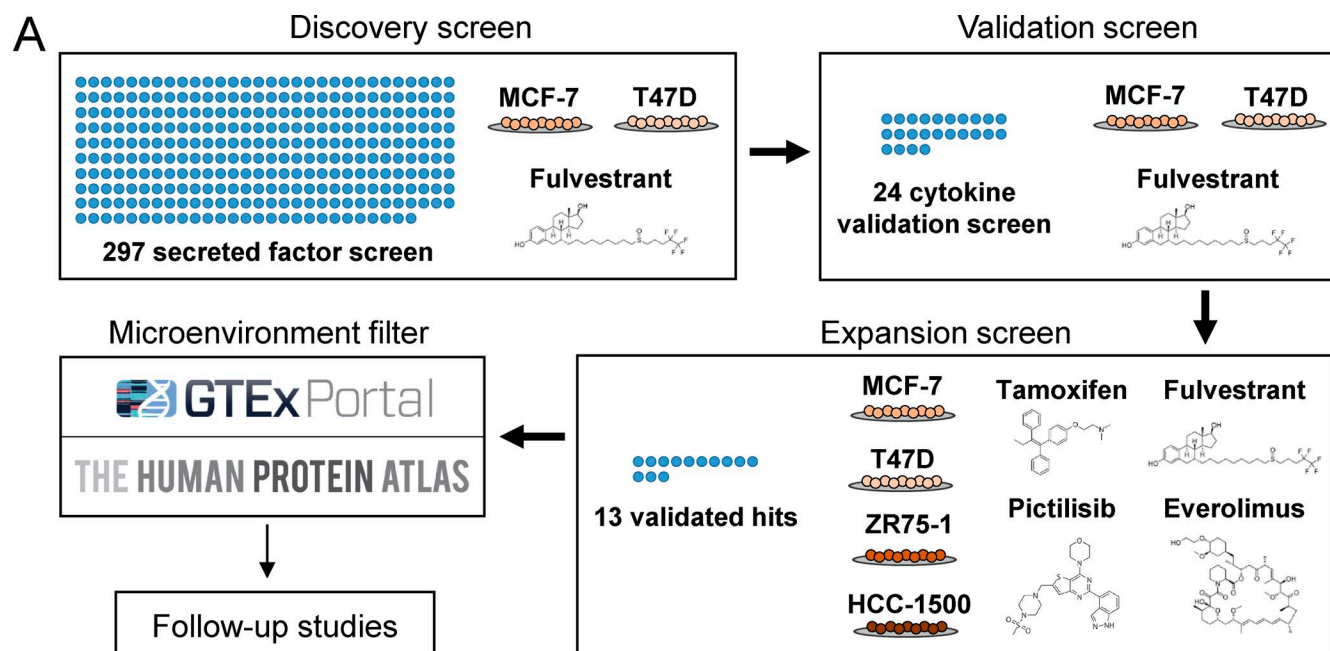 A
Discovery screen
MCF-7
T47D
Fulvestrant
297 secreted factor screen
Validation screen
24 cytokine
validation screen
MCF-7
T47D
Fulvestrant
Expansion screen
13 validated hits
MCF-7
T47D
ZR75-1
HCC-1500
Tamoxifen
Fulvestrant
Pictilisib
Everolimus
Microenvironment filter
GTEx Portal
THE HUMAN PROTEIN ATLAS
Follow-up studies